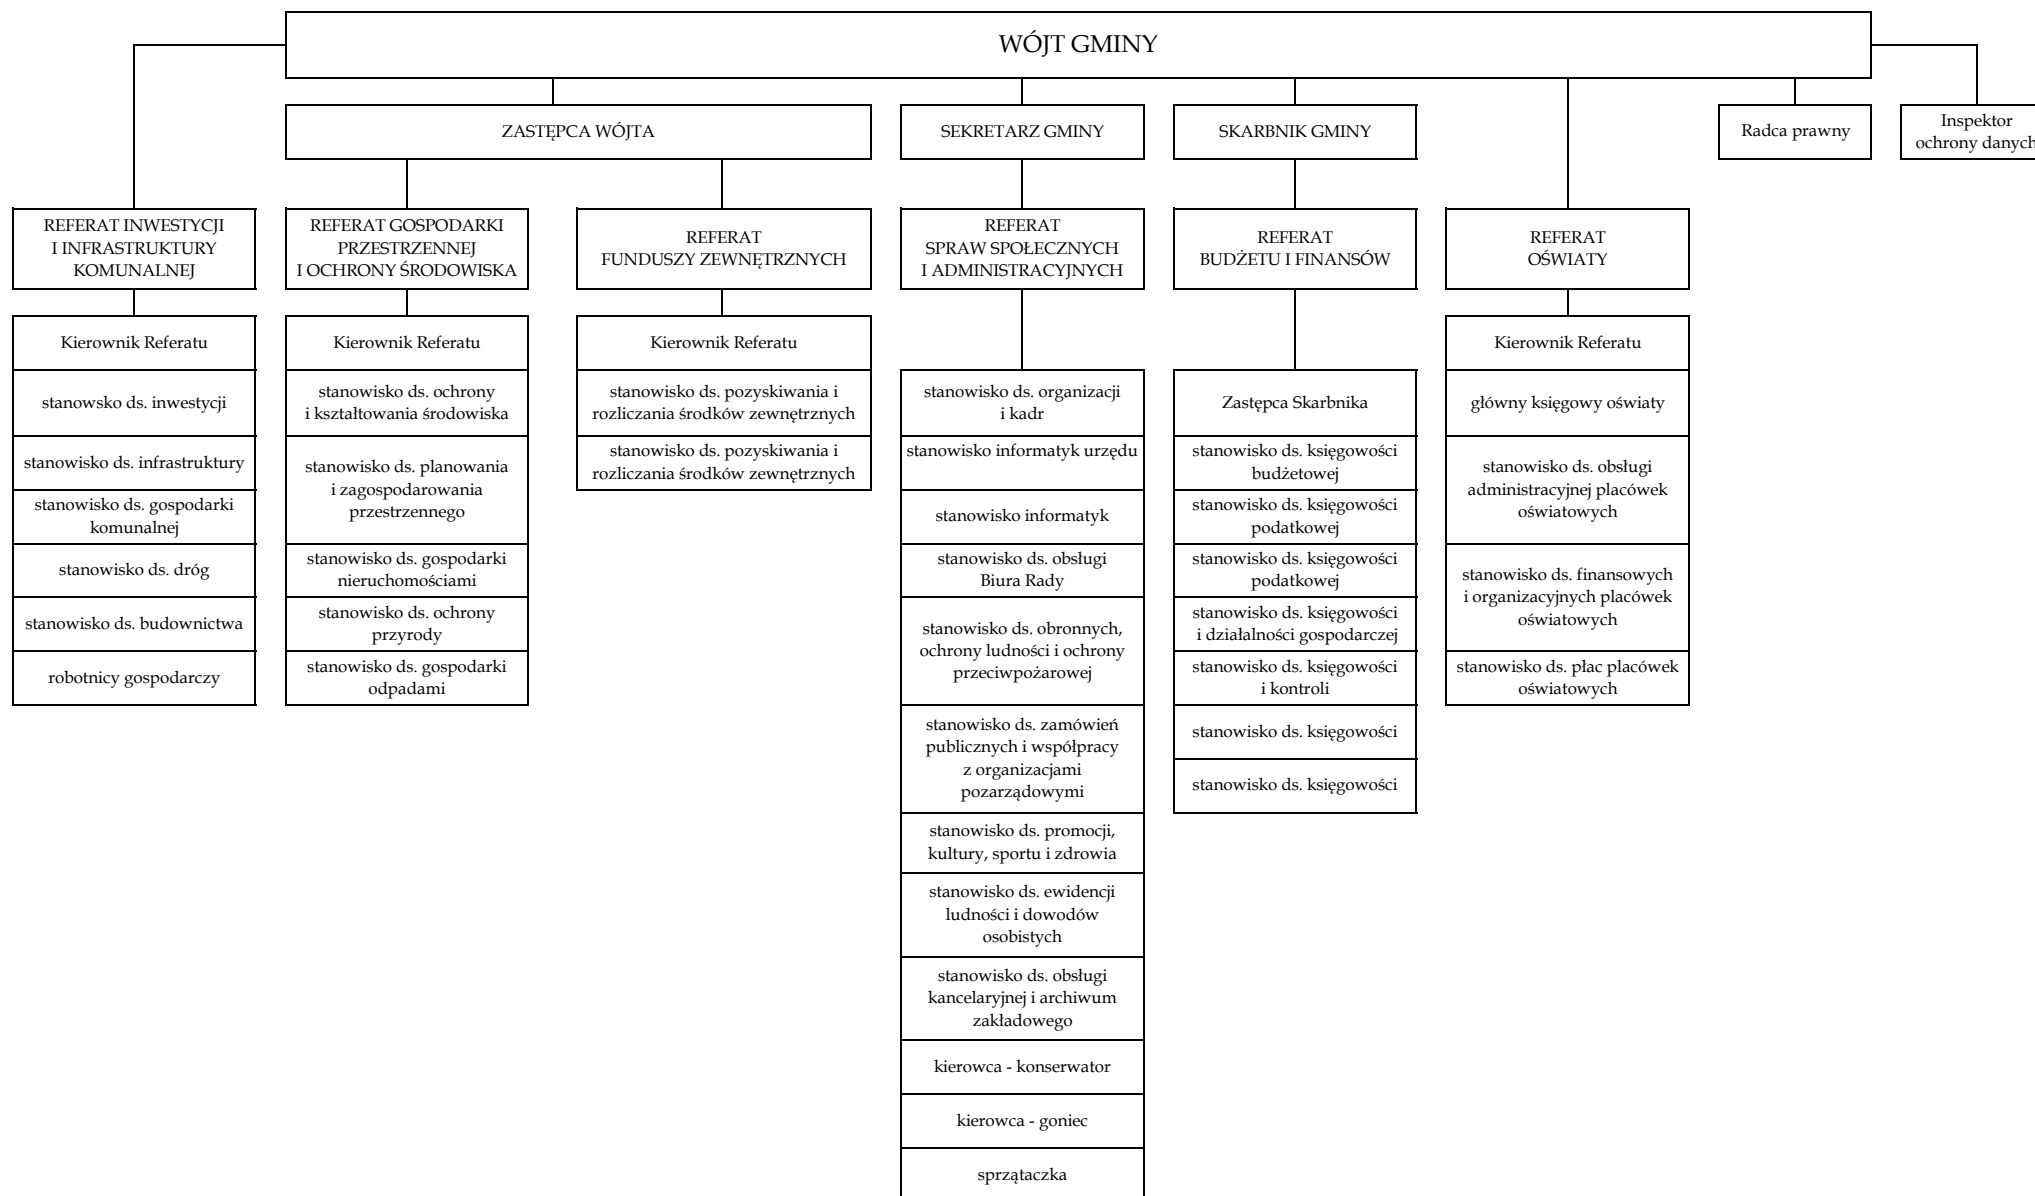 WÓJT GMINY
ZASTĘPCA WÓJTA
SEKRETARZ GMINY
SKARBNIK GMINY
Radca prawny
Inspektor
ochrony danych
REFERAT INWESTYCJI
I INFRASTRUKTURY
KOMUNALNEJ
REFERAT GOSPODARKI
PRZESTRZENNEJ
I OCHRONY ŚRODOWISKA
REFERAT
FUNDUSZY ZEWNĘTRZNYCH
REFERAT
SPRAW SPOŁECZNYCH
I ADMINISTRACYJNYCH
REFERAT
BUDŻETU I FINANSÓW
REFERAT
OŚWIATY
Kierownik Referatu
stanowsko ds. inwestycji
stanowisko ds. infrastruktury
stanowisko ds. gospodarki
komunalnej
stanowisko ds. dróg
stanowisko ds. budownictwa
robotnicy gospodarczy
Kierownik Referatu
stanowisko ds. ochrony
i kształtowania środowiska
stanowisko ds. planowania
i zagospodarowania
przestrzennego
stanowisko ds. gospodarki
nieruchomościami
stanowisko ds. ochrony
przyrody
stanowisko ds. gospodarki
odpadami
Kierownik Referatu
stanowisko ds. pozyskiwania i
rozliczania środków zewnętrznych
stanowisko ds. pozyskiwania i
rozliczania środków zewnętrznych
stanowisko ds. organizacji
i kadr
stanowisko informatyk urzędu
stanowisko informatyk
stanowisko ds. obsługi
Biura Rady
stanowisko ds. obronnych,
ochrony ludności i ochrony
przeciwpożarowej
stanowisko ds. zamówień
publicznych i współpracy
z organizacjami
pozarządowymi
stanowisko ds. promocji,
kultury, sportu i zdrowia
stanowisko ds. ewidencji
ludności i dowodów
osobistych
stanowisko ds. obsługi
kancelaryjnej i archiwum
zakładowego
kierowca - konserwator
kierowca - goniec
sprzątaczka
Zastępca Skarbnika
stanowisko ds. księgowości
budżetowej
stanowisko ds. księgowości
podatkowej
stanowisko ds. księgowości
podatkowej
stanowisko ds. księgowości
i działalności gospodarczej
stanowisko ds. księgowości
i kontroli
stanowisko ds. księgowości
stanowisko ds. księgowości
Kierownik Referatu
główny księgowy oświaty
stanowisko ds. obsługi
administracyjnej placówek
oświatowych
stanowisko ds. finansowych
i organizacyjnych placówek
oświatowych
stanowisko ds. płac placówek
oświatowych